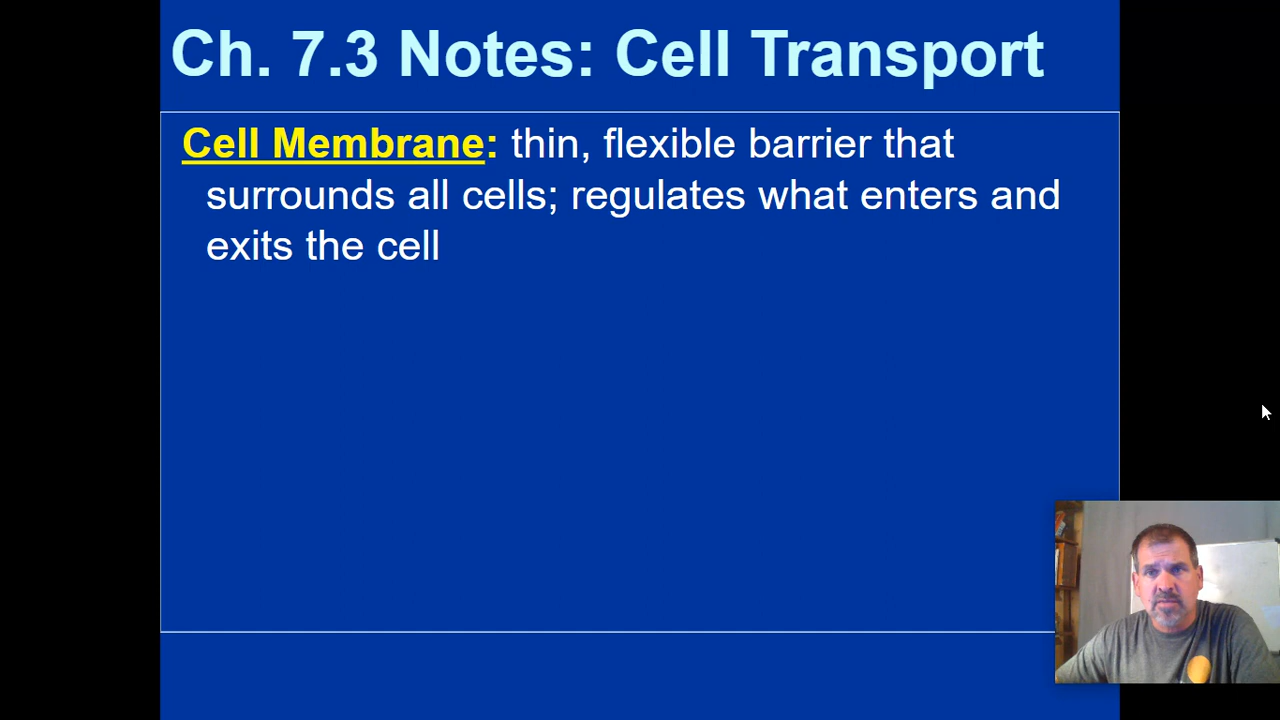 Ch. 7.3 Notes: Cell Transport
Cell Membrane: thin, flexible barrier that
surrounds all cells; regulates what enters and
exits the cell